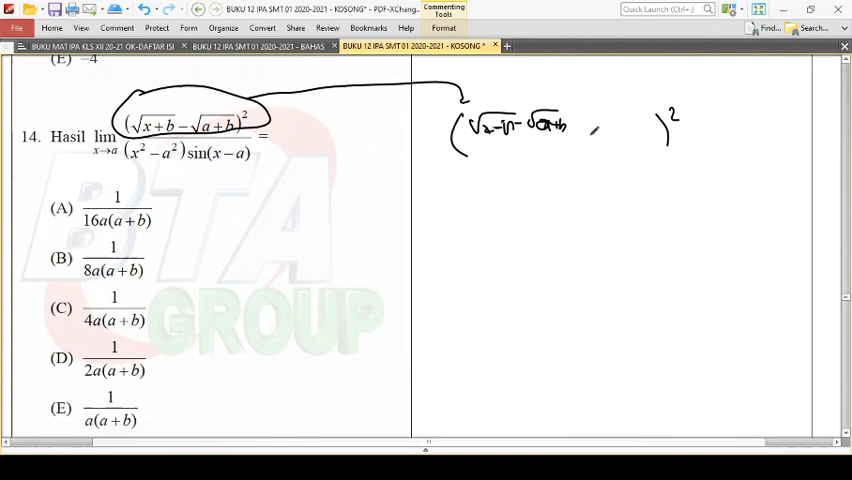 Commenting Tools
BUKU 12 IPA SMT 01 2020-2021 - KOSONG* - PDF-XChang
Quick Launch (Ctrl+.)
File Home Convert Organize Comment View Protect Form Share Bookmarks Help Format Find... Search...
BUKU MAT IPA KLS XII 20-21 OK-DAFTAR ISI × BUKU 12 IPA SMT 01 2020-2021 - BAHAS × BUKU 12 IPA SMT 01 2020-2021 - KOSONG * × +
(E) −4
14. Hasil lim x→a (√x+b − √a+b)² / (x² − a²) sin(x − a) =
( − √a+b )²
(A) 1 / 16a(a + b)
(B) 1 / 8a(a + b)
(C) 1 / 4a(a + b)
(D) 1 / 2a(a + b)
(E) 1 / a(a + b)
BTA
GROUP